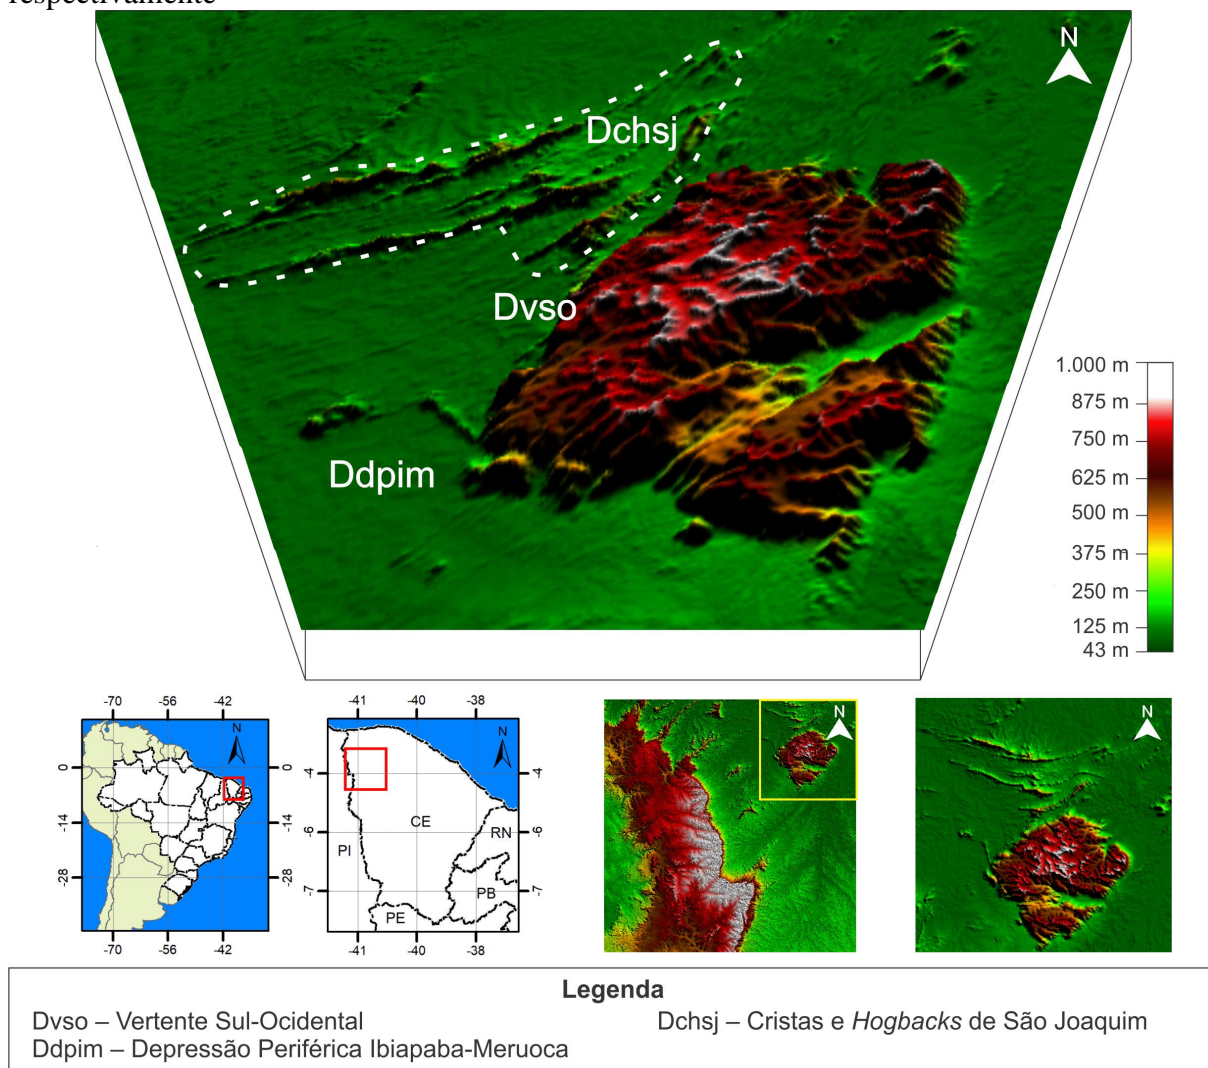 respectivamente
N
Dchsj
Dvso
Ddpim
1.000 m
875 m
750 m
625 m
500 m
375 m
250 m
125 m
43 m
-70 -56 -42
N
0 0
-14 -14
-28 -28
-70 -56 -42
-41 -40 -38
N
-4 -4
CE
RN
-6 -6
PI
PB
-7 -7
PE
-41 -40 -38
N
N
Legenda
Dvso – Vertente Sul-Ocidental
Dchsj – Cristas e Hogbacks de São Joaquim
Ddpim – Depressão Periférica Ibiapaba-Meruoca